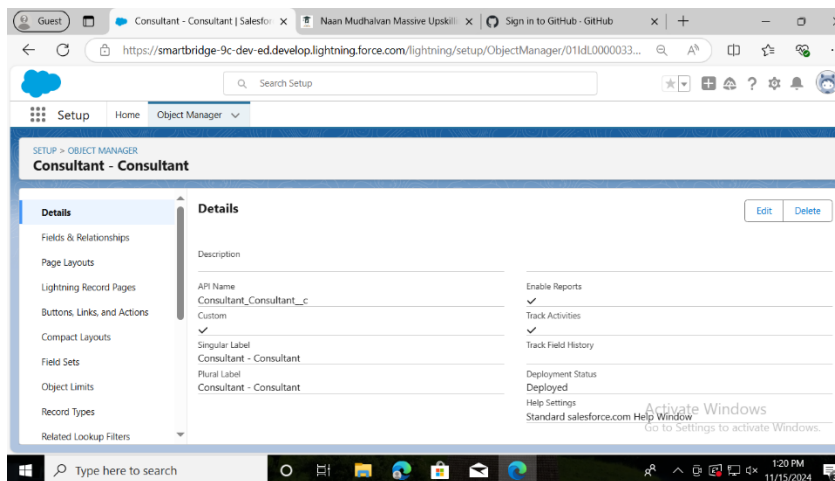 Guest
Consultant - Consultant | Salesfor
Naan Mudhalvan Massive Upskilli
Sign in to GitHub · GitHub
https://smartbridge-9c-dev-ed.develop.lightning.force.com/lightning/setup/ObjectManager/01IdL0000033...
Search Setup
Setup
Home
Object Manager
SETUP > OBJECT MANAGER
Consultant - Consultant
Details
Fields & Relationships
Page Layouts
Lightning Record Pages
Buttons, Links, and Actions
Compact Layouts
Field Sets
Object Limits
Record Types
Related Lookup Filters
Details
Edit
Delete
Description
API Name
Consultant_Consultant__c
Custom
Singular Label
Consultant - Consultant
Plural Label
Consultant - Consultant
Enable Reports
Track Activities
Track Field History
Deployment Status
Deployed
Help Settings
Standard salesforce.com Help Window
Activate Windows
Go to Settings to activate Windows.
Type here to search
1:20 PM
11/15/2024